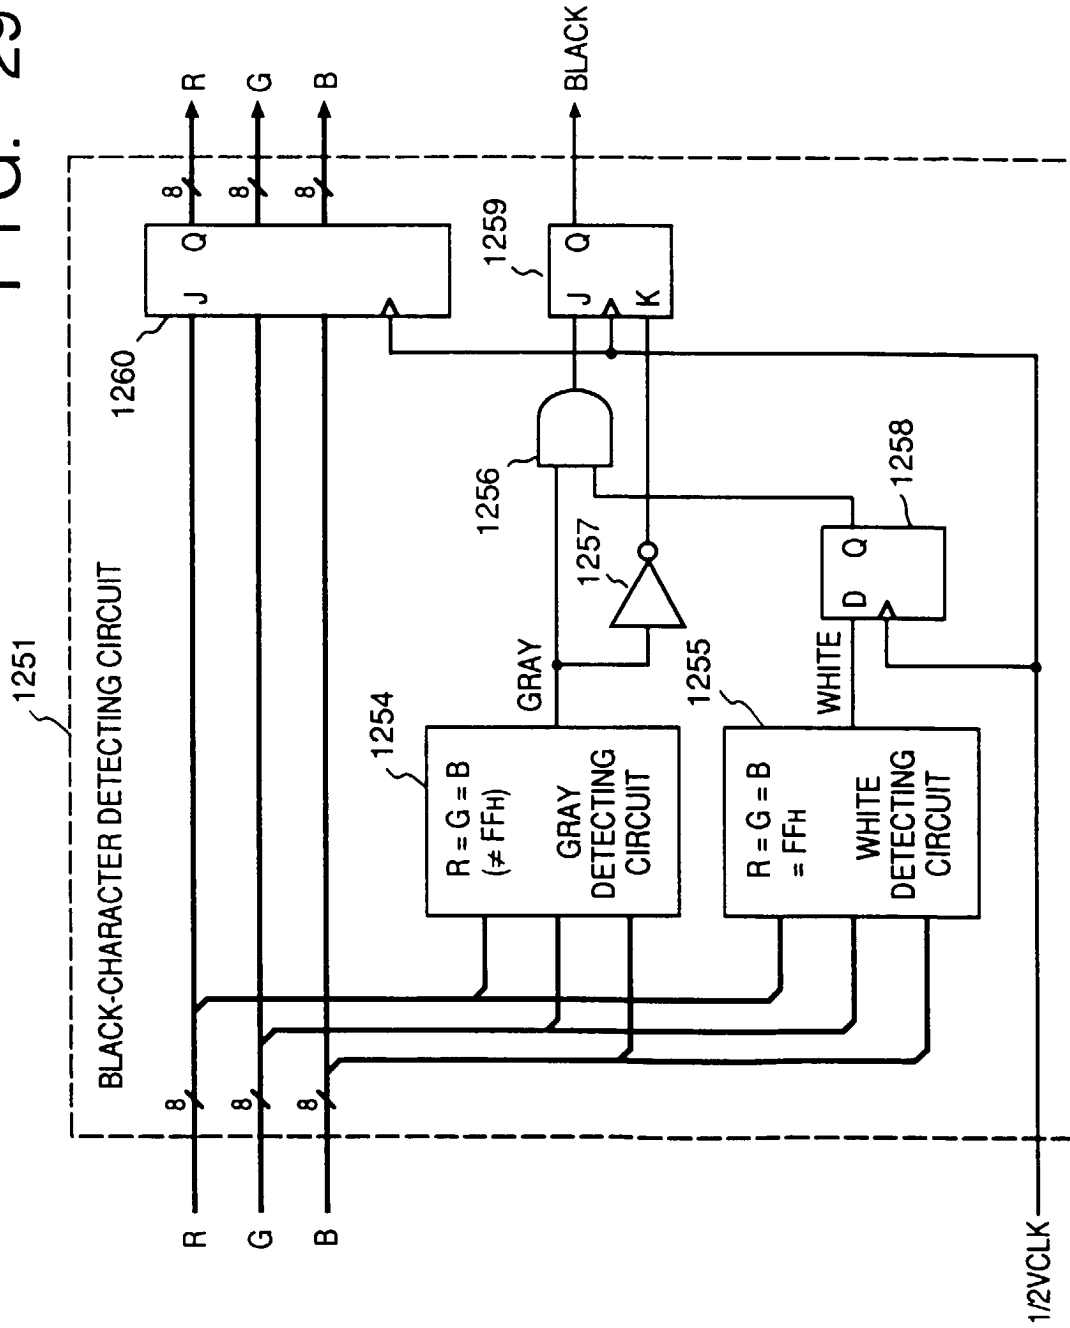 FIG. 29
1251
BLACK-CHARACTER DETECTING CIRCUIT
R
8
J Q
8
R
G
8
8
G
B
8
8
B
1260
1254
R = G = B
(≠ FFH)
GRAY
DETECTING
CIRCUIT
GRAY
1256
1257
1259
J Q
K
BLACK
1255
R = G = B
= FFH
WHITE
DETECTING
CIRCUIT
WHITE
D Q
1258
1/2VCLK